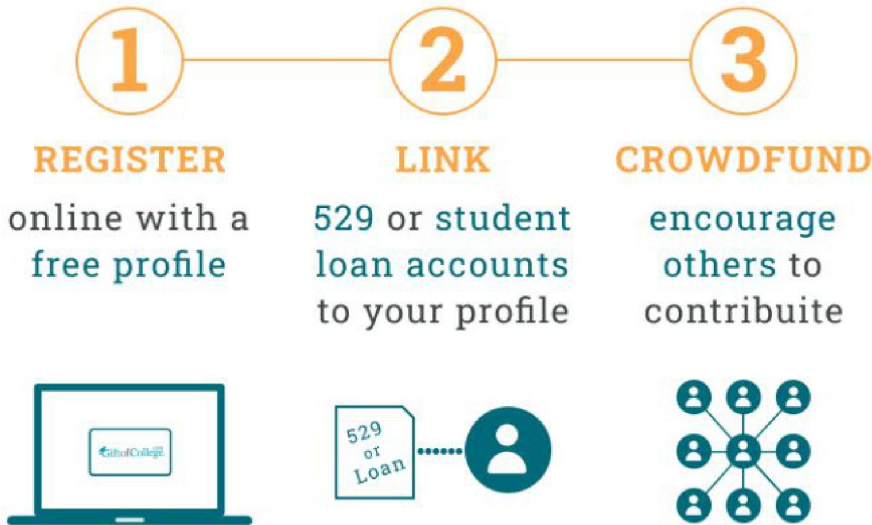 1
2
3
REGISTER
online with a
free profile
LINK
529 or student
loan accounts
to your profile
CROWDFUND
encourage
others to
contribuite
GiftofCollege
529
or
Loan